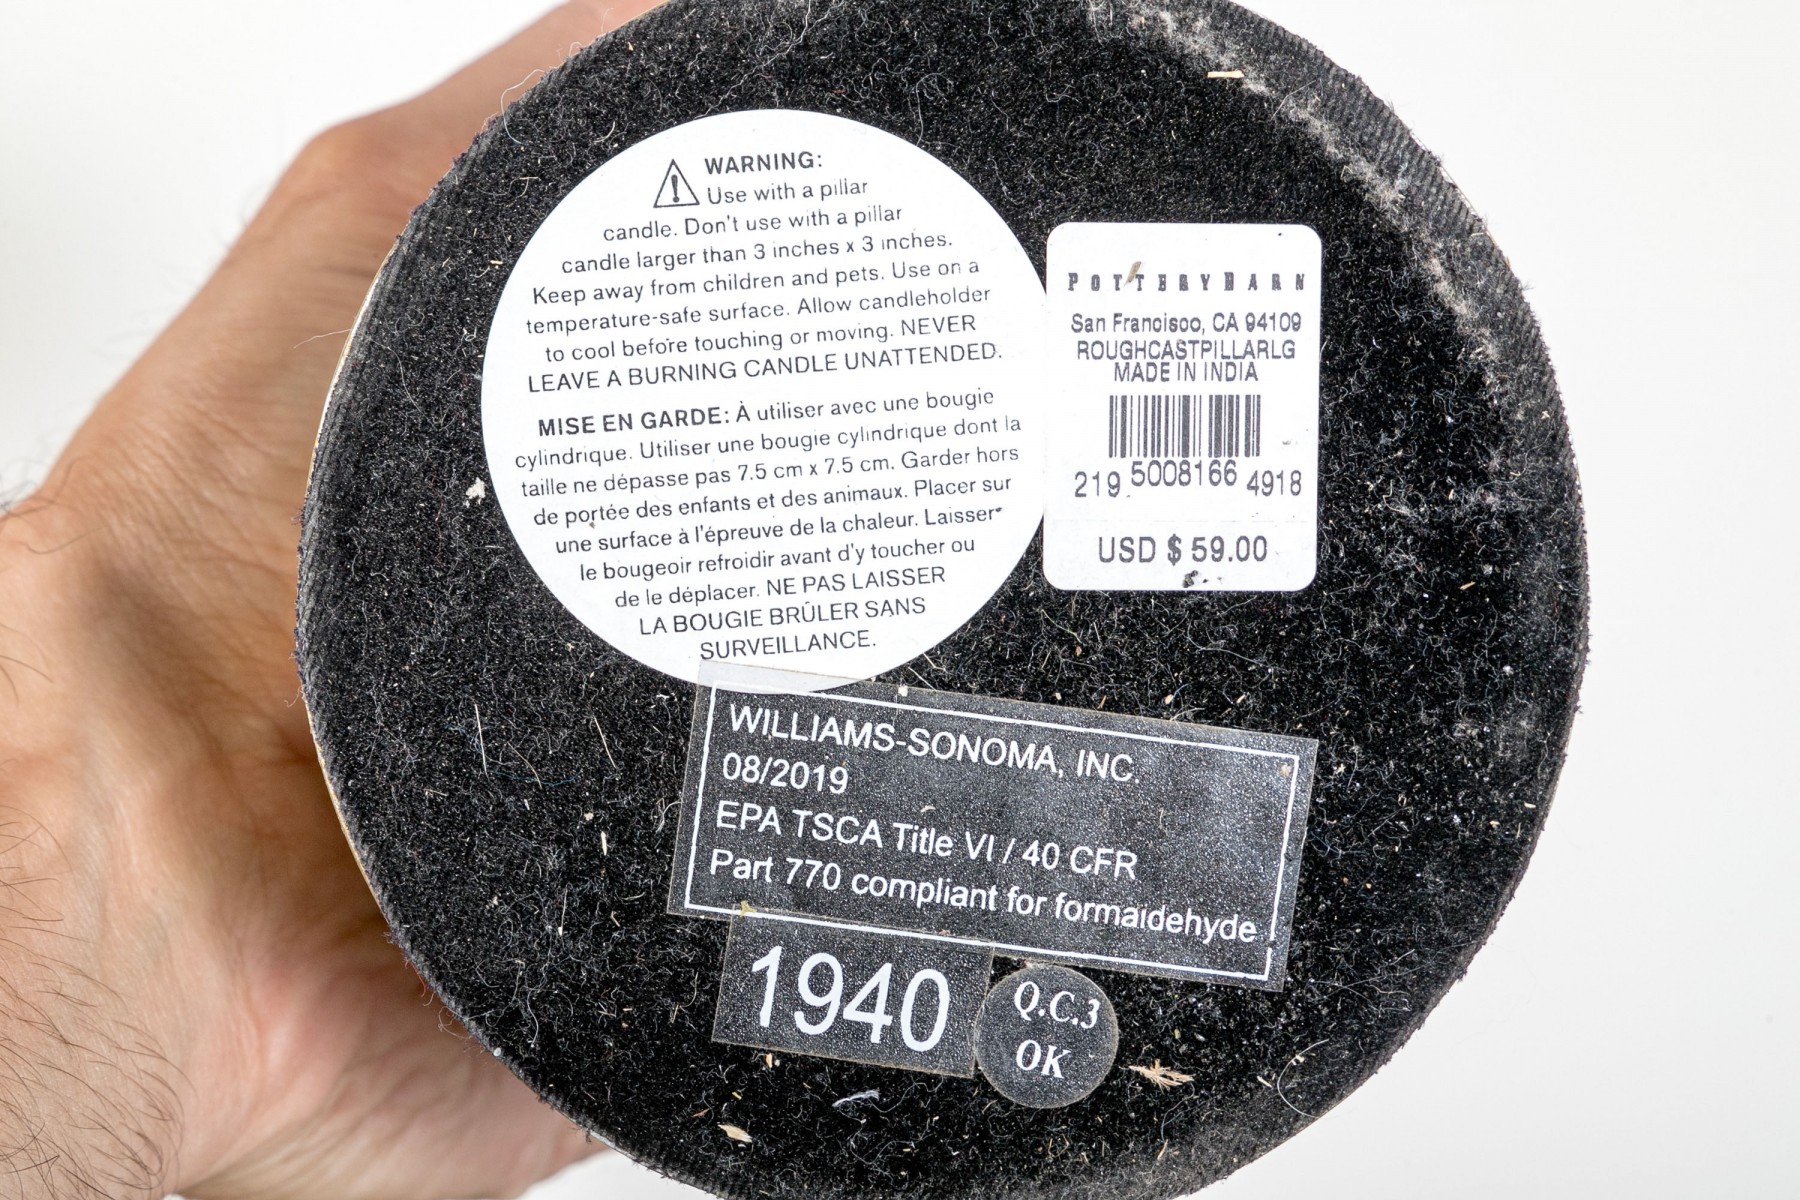 WARNING:
Use with a pillar
candle. Don't use with a pillar
candle larger than 3 inches x 3 inches.
Keep away from children and pets. Use on a
temperature-safe surface. Allow candleholder
to cool before touching or moving. NEVER
LEAVE A BURNING CANDLE UNATTENDED.
MISE EN GARDE: À utiliser avec une bougie
cylindrique. Utiliser une bougie cylindrique dont la
taille ne dépasse pas 7.5 cm x 7.5 cm. Garder hors
de portée des enfants et des animaux. Placer sur
une surface à l'épreuve de la chaleur. Laisser
le bougeoir refroidir avant d'y toucher ou
de le déplacer. NE PAS LAISSER
LA BOUGIE BRÛLER SANS
SURVEILLANCE.
POTTERY BARN
San Francisco, CA 94109
ROUGHCASTPILLARLG
MADE IN INDIA
219 5008166 4918
USD $ 59.00
WILLIAMS-SONOMA, INC.
08/2019
EPA TSCA Title VI / 40 CFR
Part 770 compliant for formaldehyde
1940
Q.C.3
OK